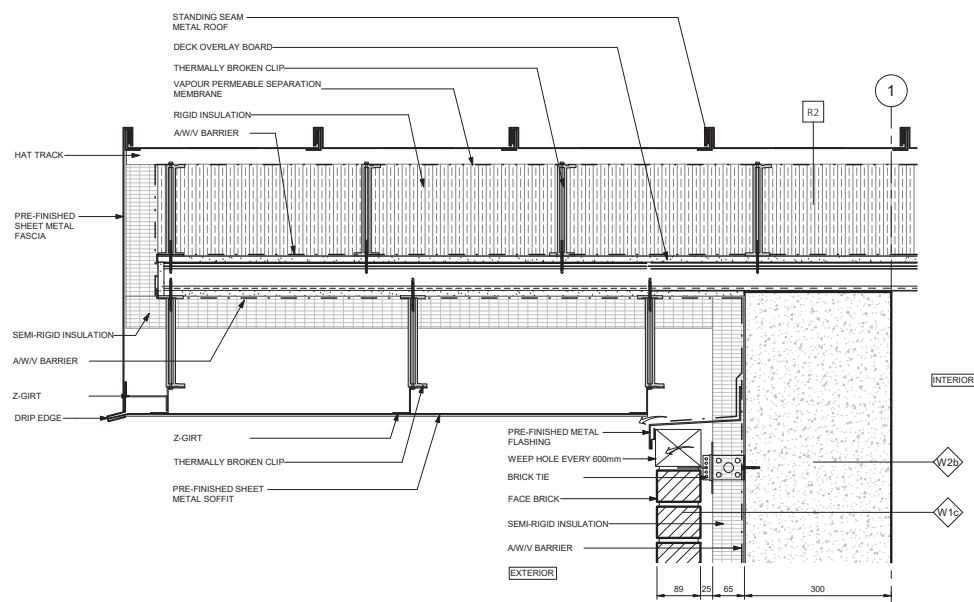 STANDING SEAM
METAL ROOF
DECK OVERLAY BOARD
THERMALLY BROKEN CLIP
VAPOUR PERMEABLE SEPARATION
MEMBRANE
RIGID INSULATION
A/W/V BARRIER
1
R2
HAT TRACK
PRE-FINISHED
SHEET METAL
FASCIA
SEMI-RIGID INSULATION
A/W/V BARRIER
Z-GIRT
DRIP EDGE
Z-GIRT
THERMALLY BROKEN CLIP
PRE-FINISHED SHEET
METAL SOFFIT
PRE-FINISHED METAL
FLASHING
WEEP HOLE EVERY 600mm
BRICK TIE
FACE BRICK
SEMI-RIGID INSULATION
A/W/V BARRIER
EXTERIOR
INTERIOR
W2b
W1c
89
25
65
300